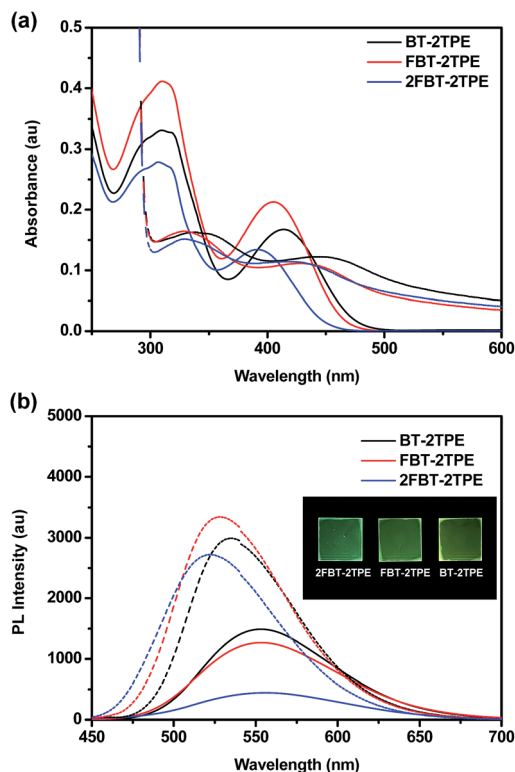 (a)
BT-2TPE
FBT-2TPE
2FBT-2TPE
Absorbance (au)
0.5
0.4
0.3
0.2
0.1
0.0
300 400 500 600
Wavelength (nm)
(b)
BT-2TPE
FBT-2TPE
2FBT-2TPE
PL Intensity (au)
5000
4000
3000
2000
1000
0
2FBT-2TPE FBT-2TPE BT-2TPE
450 500 550 600 650 700
Wavelength (nm)